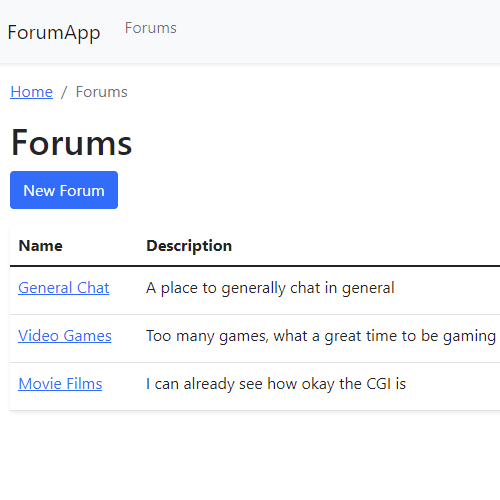 ForumApp Forums
Home / Forums
Forums
New Forum
Name Description
General Chat A place to generally chat in general
Video Games Too many games, what a great time to be gaming
Movie Films I can already see how okay the CGI is